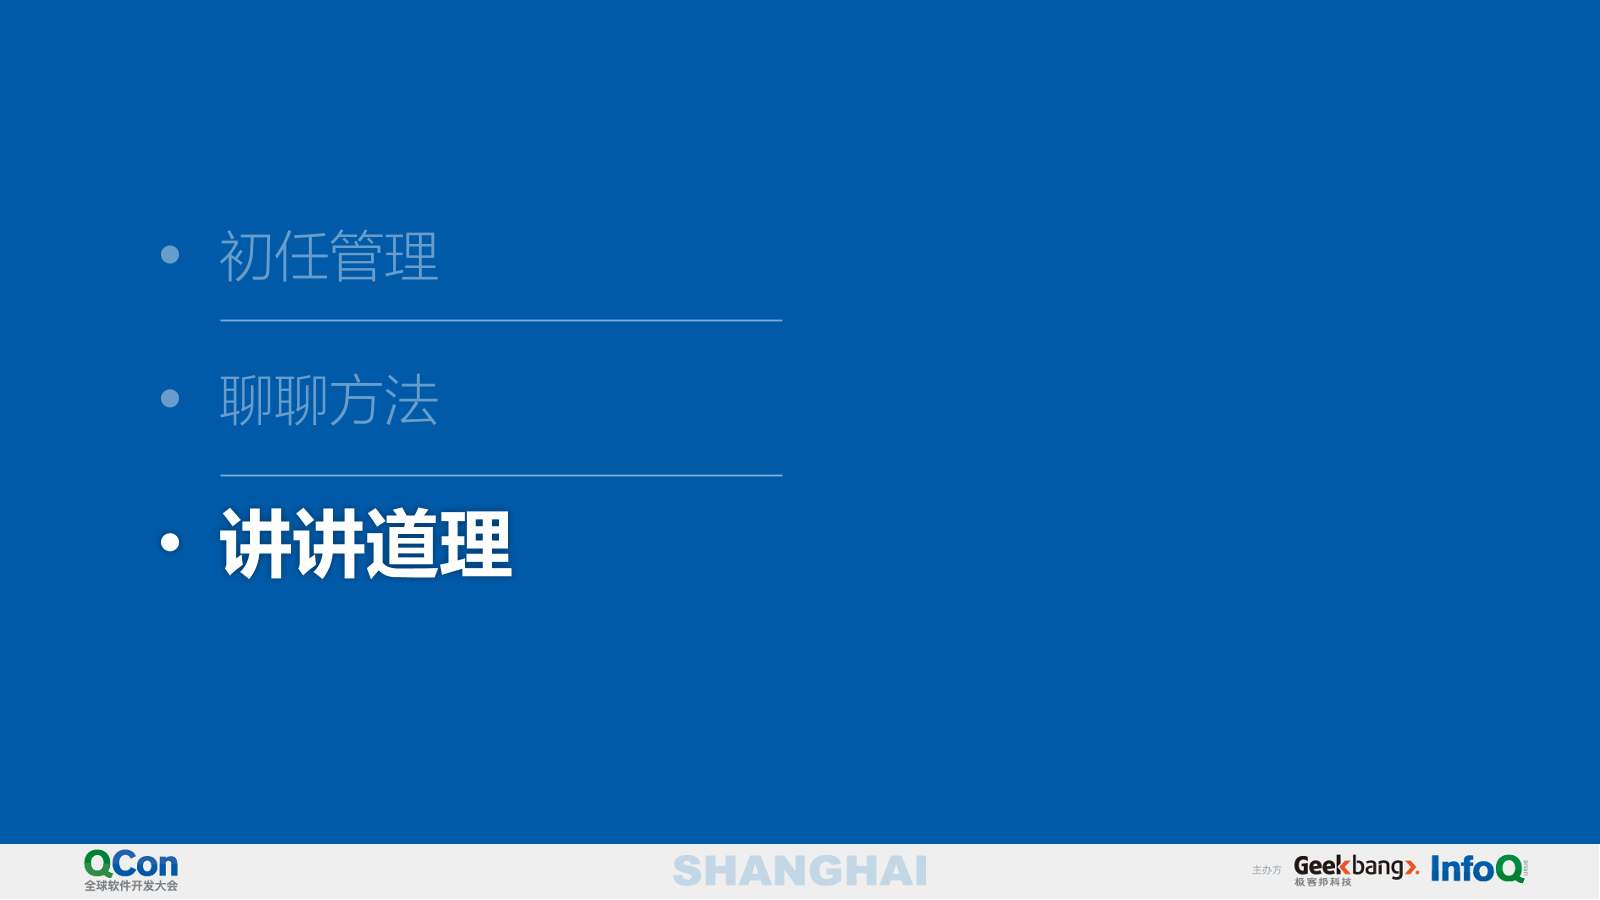 • 初任管理
• 聊聊方法
• 讲讲道理
QCon
全球软件开发大会
SHANGHAI
主办方
Geekbang>.
极客邦科技
InfoQ